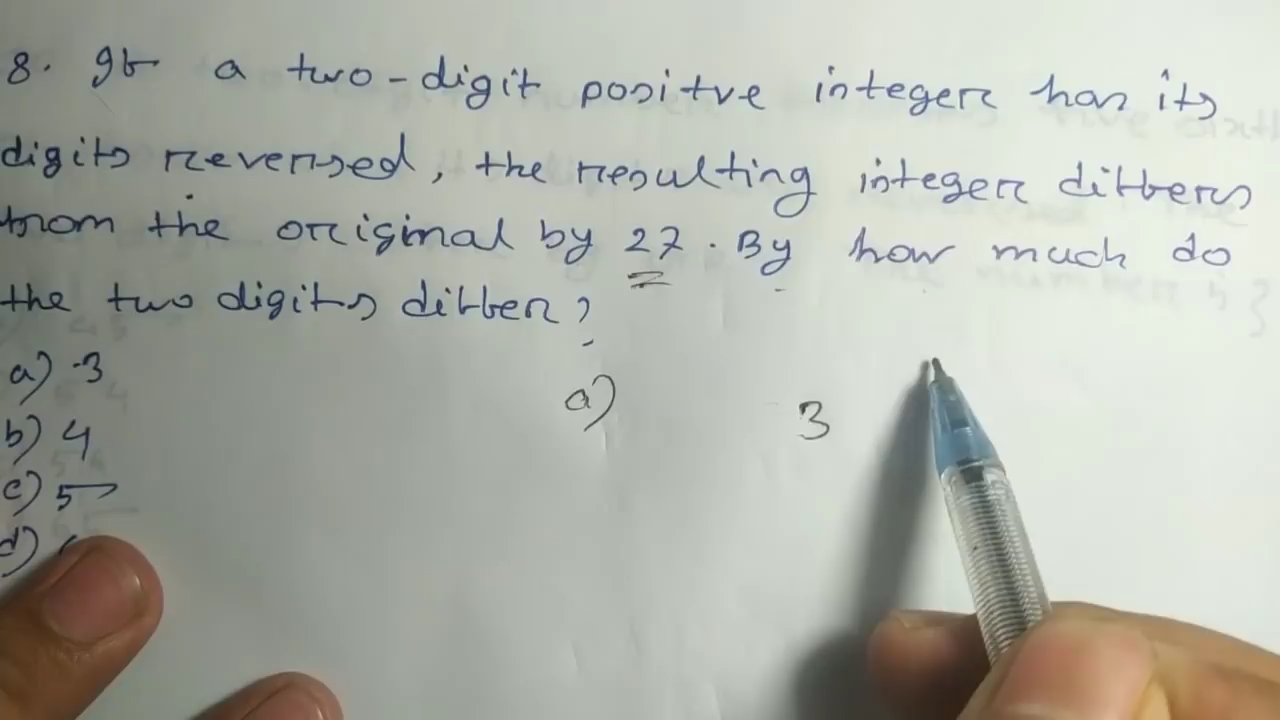 8. If a two-digit positive integer has its
digits reversed, the resulting integer differs
from the original by 27. By how much do
the two digits differ?
a) 3
b) 4
c) 5
d)
a) 3